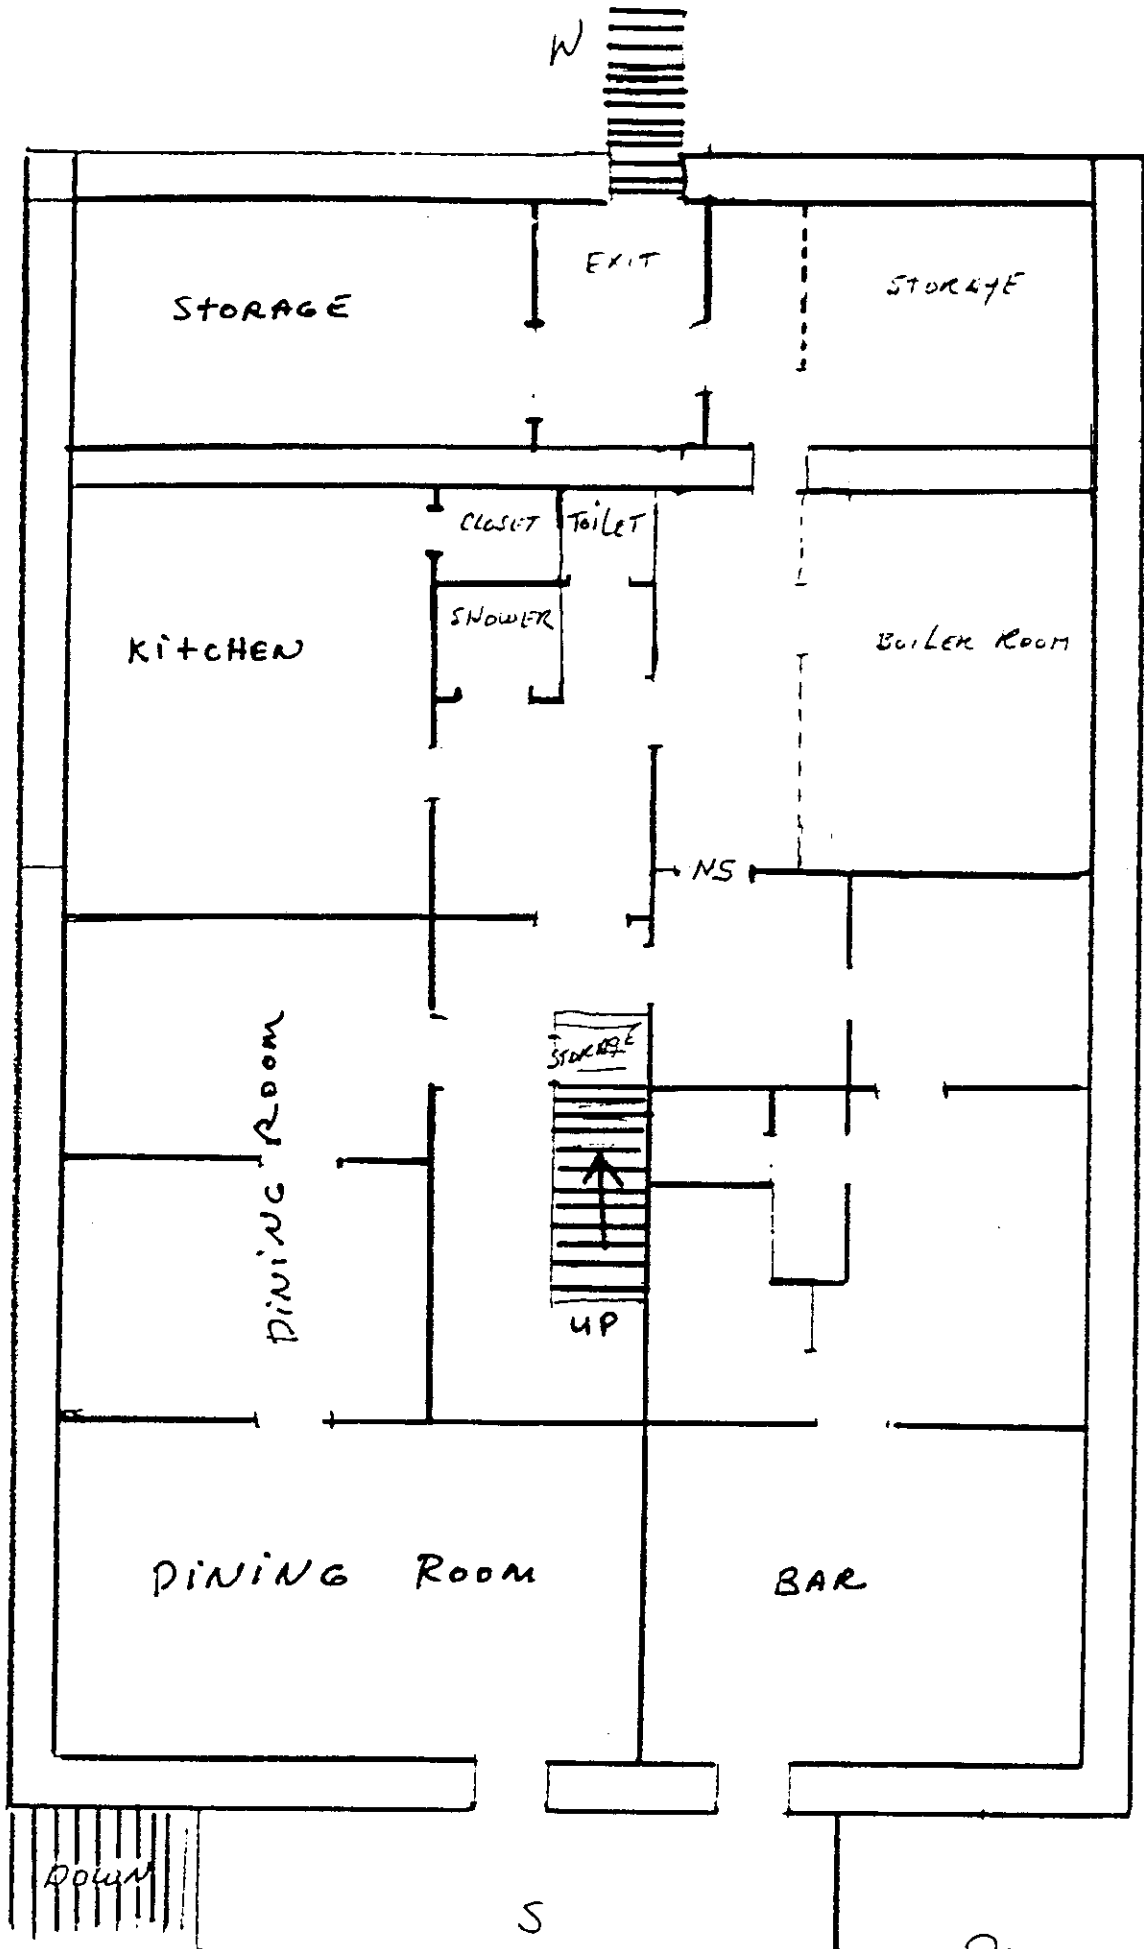 N
EXIT
STORAGE
STORAGE
CLOSET
TOILET
SHOWER
KITCHEN
BOILER ROOM
NS
STORAGE
DINING ROOM
UP
DINING ROOM
BAR
DOWN
S